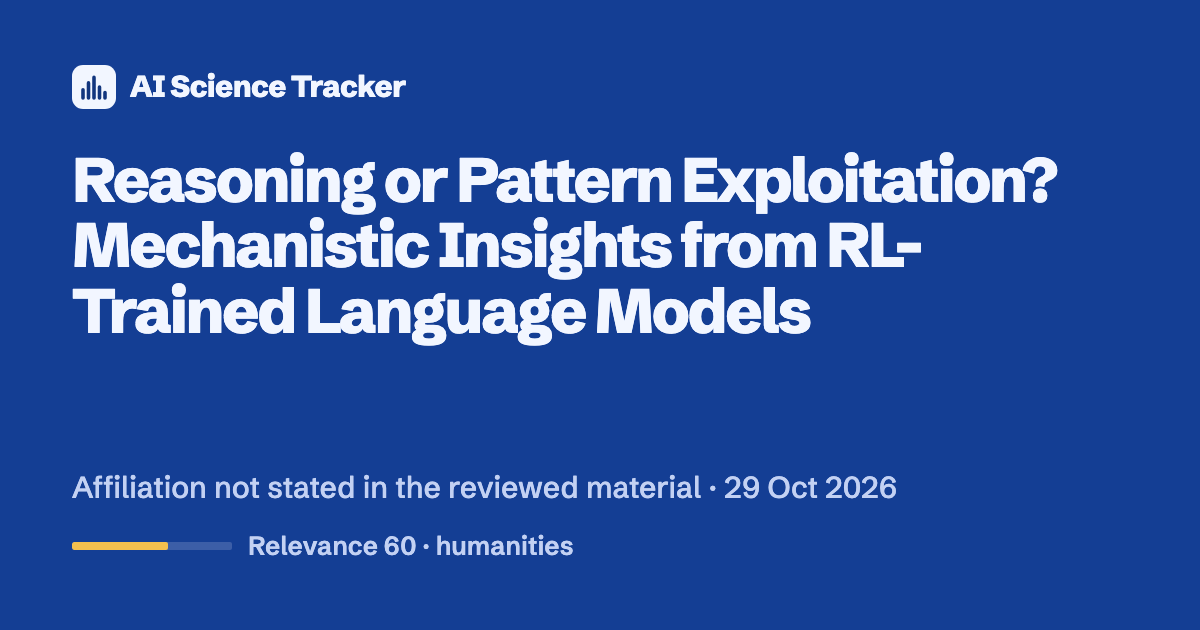 AI Science Tracker
Reasoning or Pattern Exploitation?
Mechanistic Insights from RL-
Trained Language Models
Affiliation not stated in the reviewed material · 29 Oct 2026
Relevance 60 · humanities